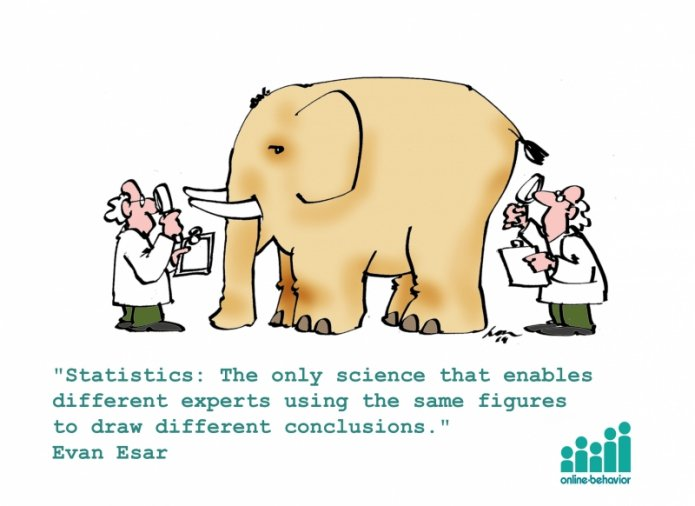 "Statistics: The only science that enables
different experts using the same figures
to draw different conclusions."
Evan Esar
online-behavior